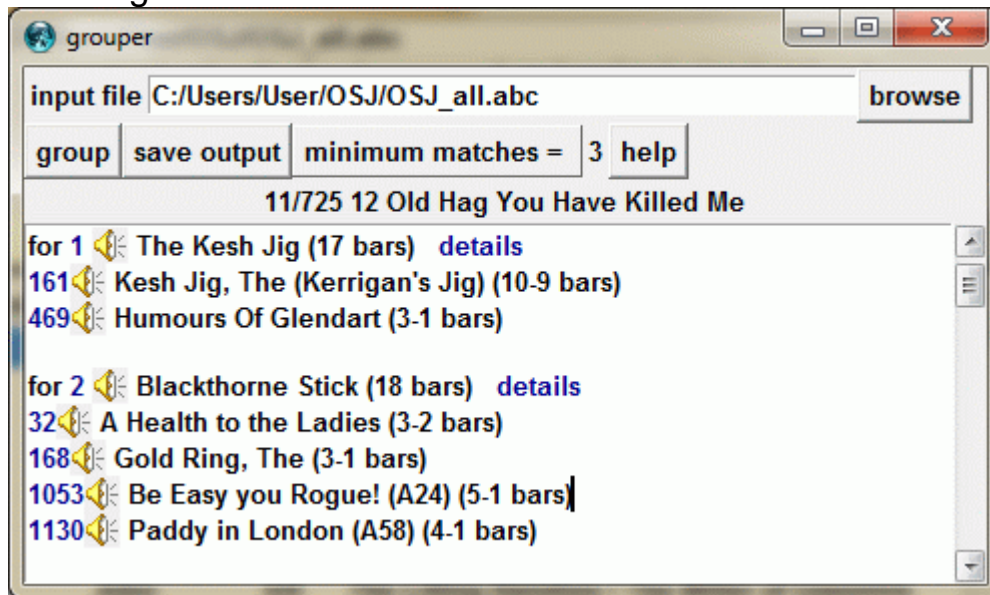 grouper
input file C:/Users/User/OSJ/OSJ_all.abc browse
group save output minimum matches = 3 help
11/725 12 Old Hag You Have Killed Me
for 1 The Kesh Jig (17 bars) details
161 Kesh Jig, The (Kerrigan's Jig) (10-9 bars)
469 Humours Of Glendart (3-1 bars)
for 2 Blackthorne Stick (18 bars) details
32 A Health to the Ladies (3-2 bars)
168 Gold Ring, The (3-1 bars)
1053 Be Easy you Rogue! (A24) (5-1 bars)
1130 Paddy in London (A58) (4-1 bars)